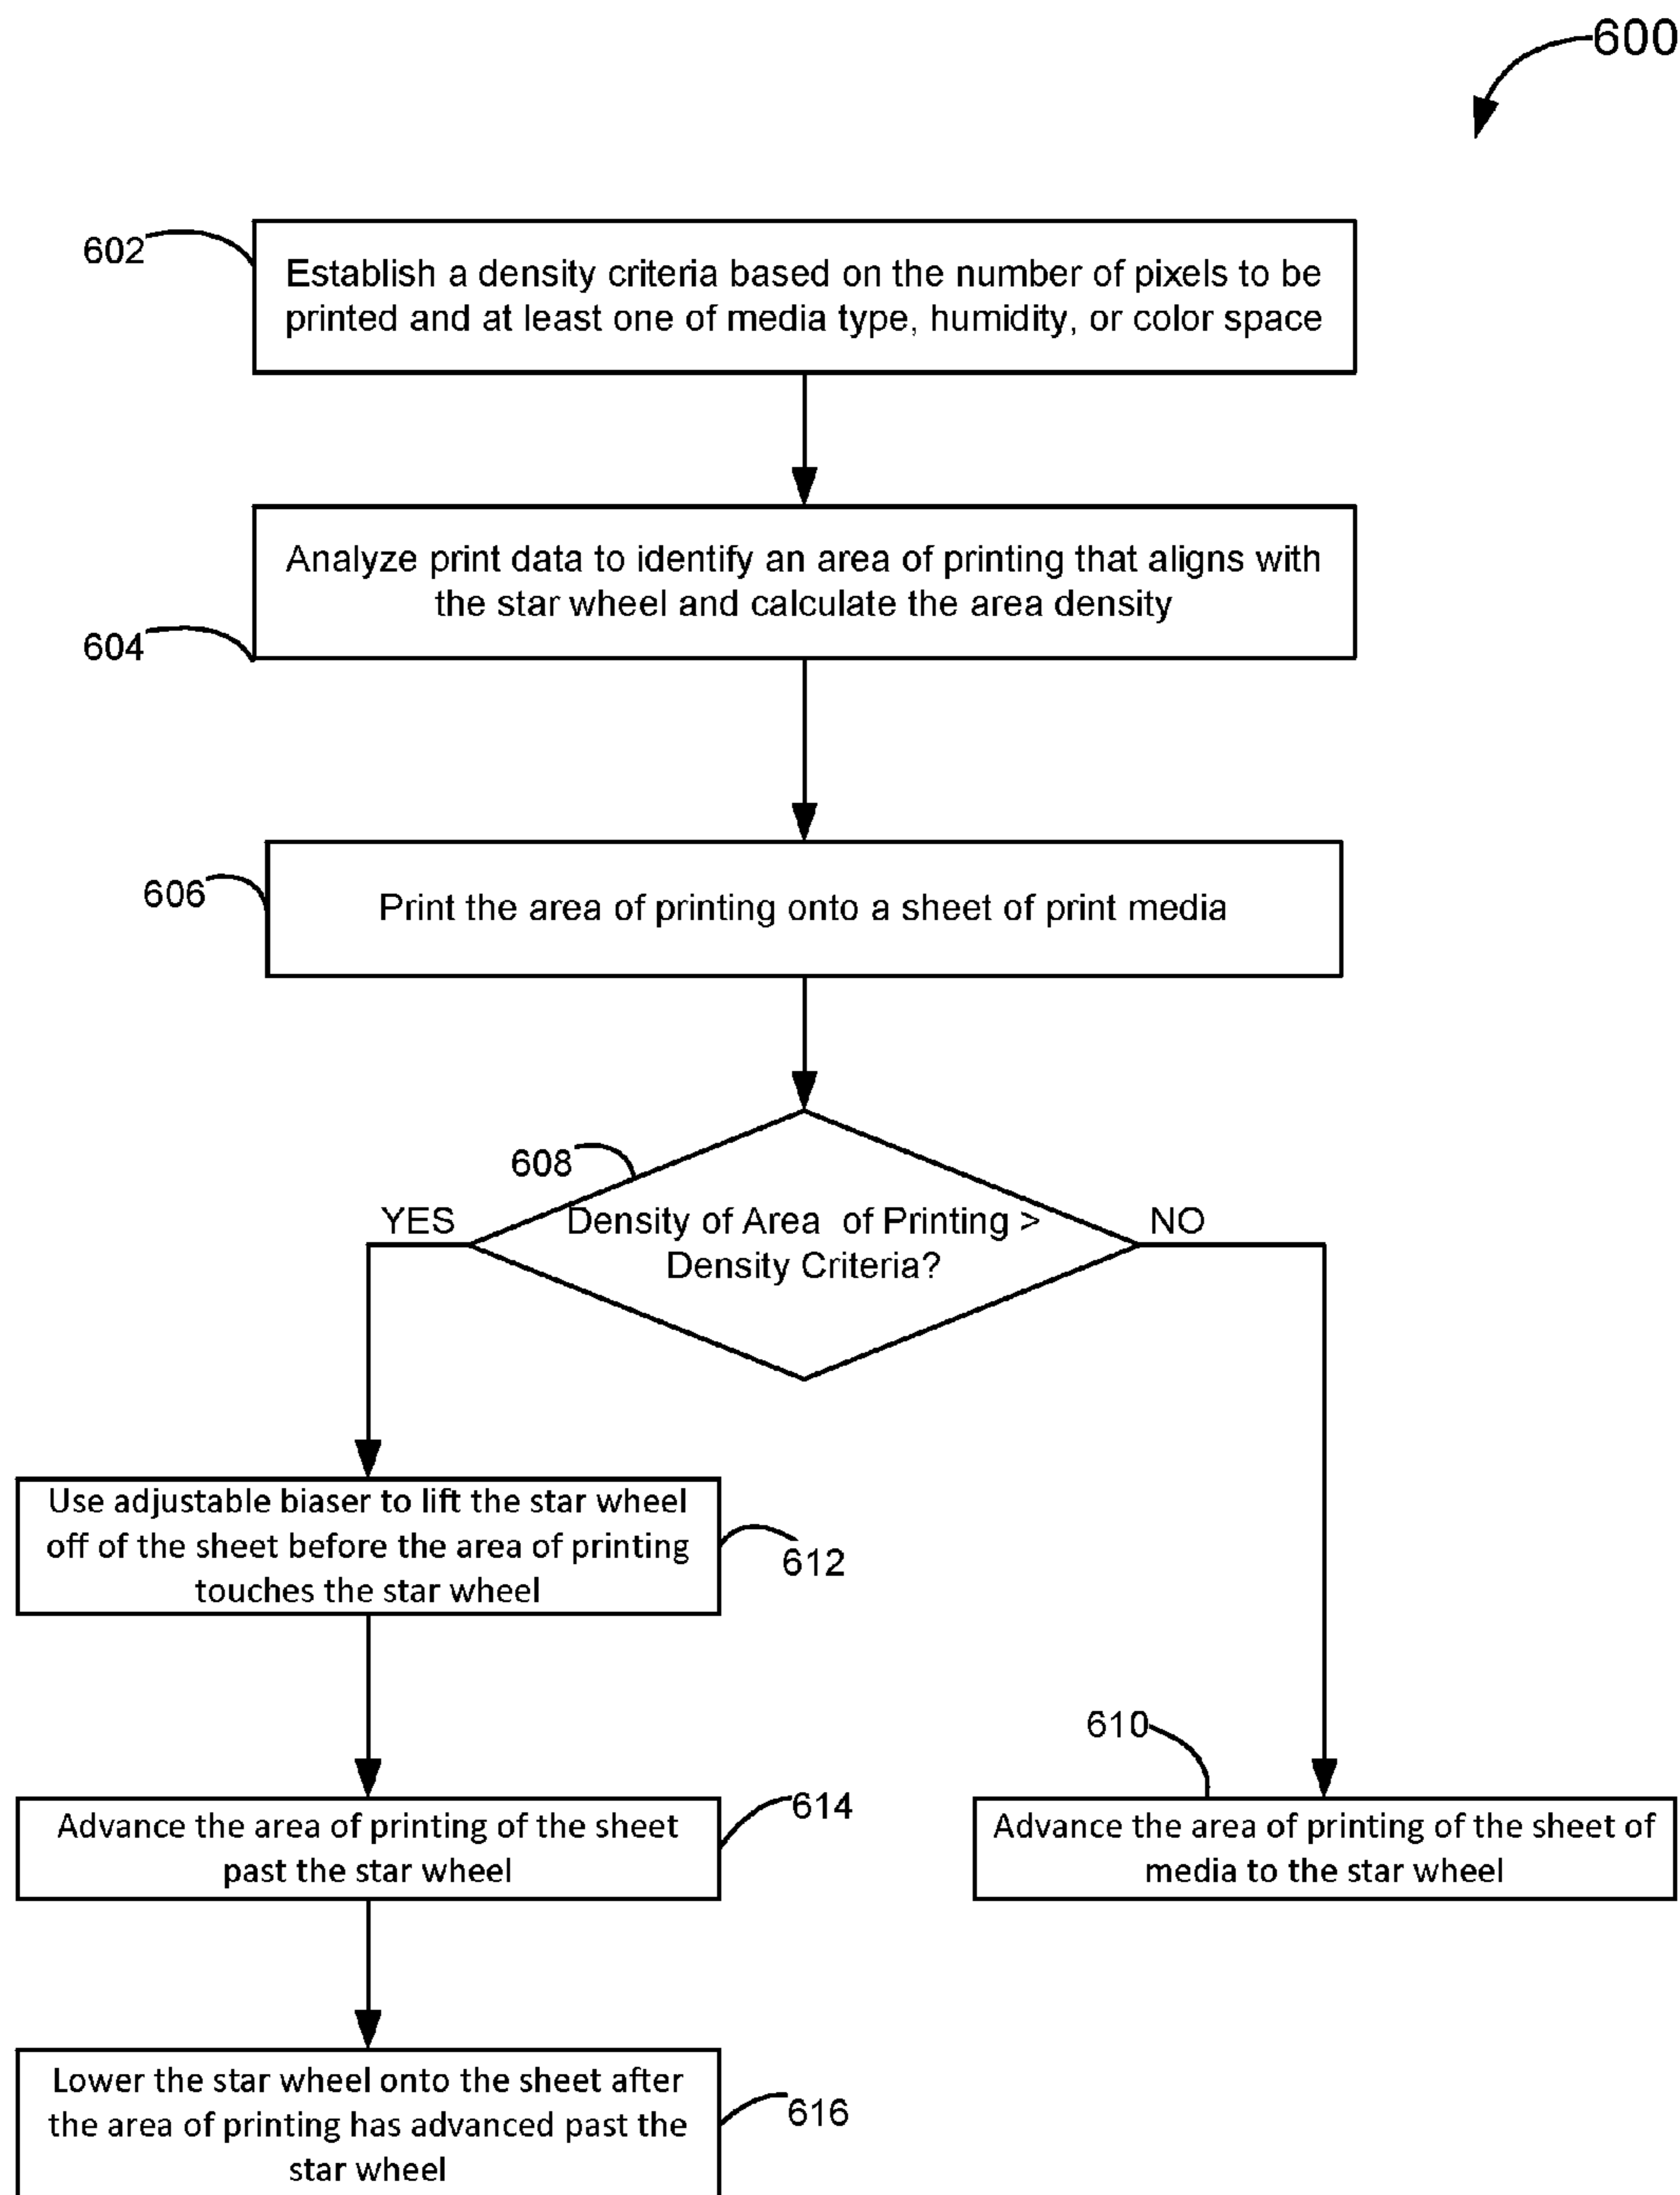 600
602
Establish a density criteria based on the number of pixels to be
printed and at least one of media type, humidity, or color space
Analyze print data to identify an area of printing that aligns with
the star wheel and calculate the area density
604
606
Print the area of printing onto a sheet of print media
608
YES
Density of Area of Printing >
Density Criteria?
NO
Use adjustable biaser to lift the star wheel
off of the sheet before the area of printing
touches the star wheel
612
610
Advance the area of printing of the sheet
past the star wheel
614
Advance the area of printing of the sheet of
media to the star wheel
Lower the star wheel onto the sheet after
the area of printing has advanced past the
star wheel
616